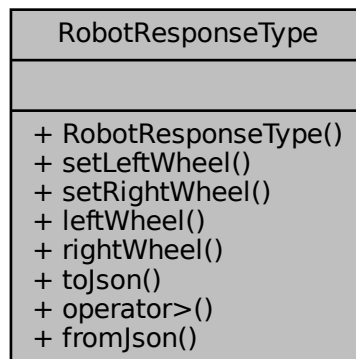 RobotResponseType
+ RobotResponseType()
+ setLeftWheel()
+ setRightWheel()
+ leftWheel()
+ rightWheel()
+ toJson()
+ operator>()
+ fromJson()